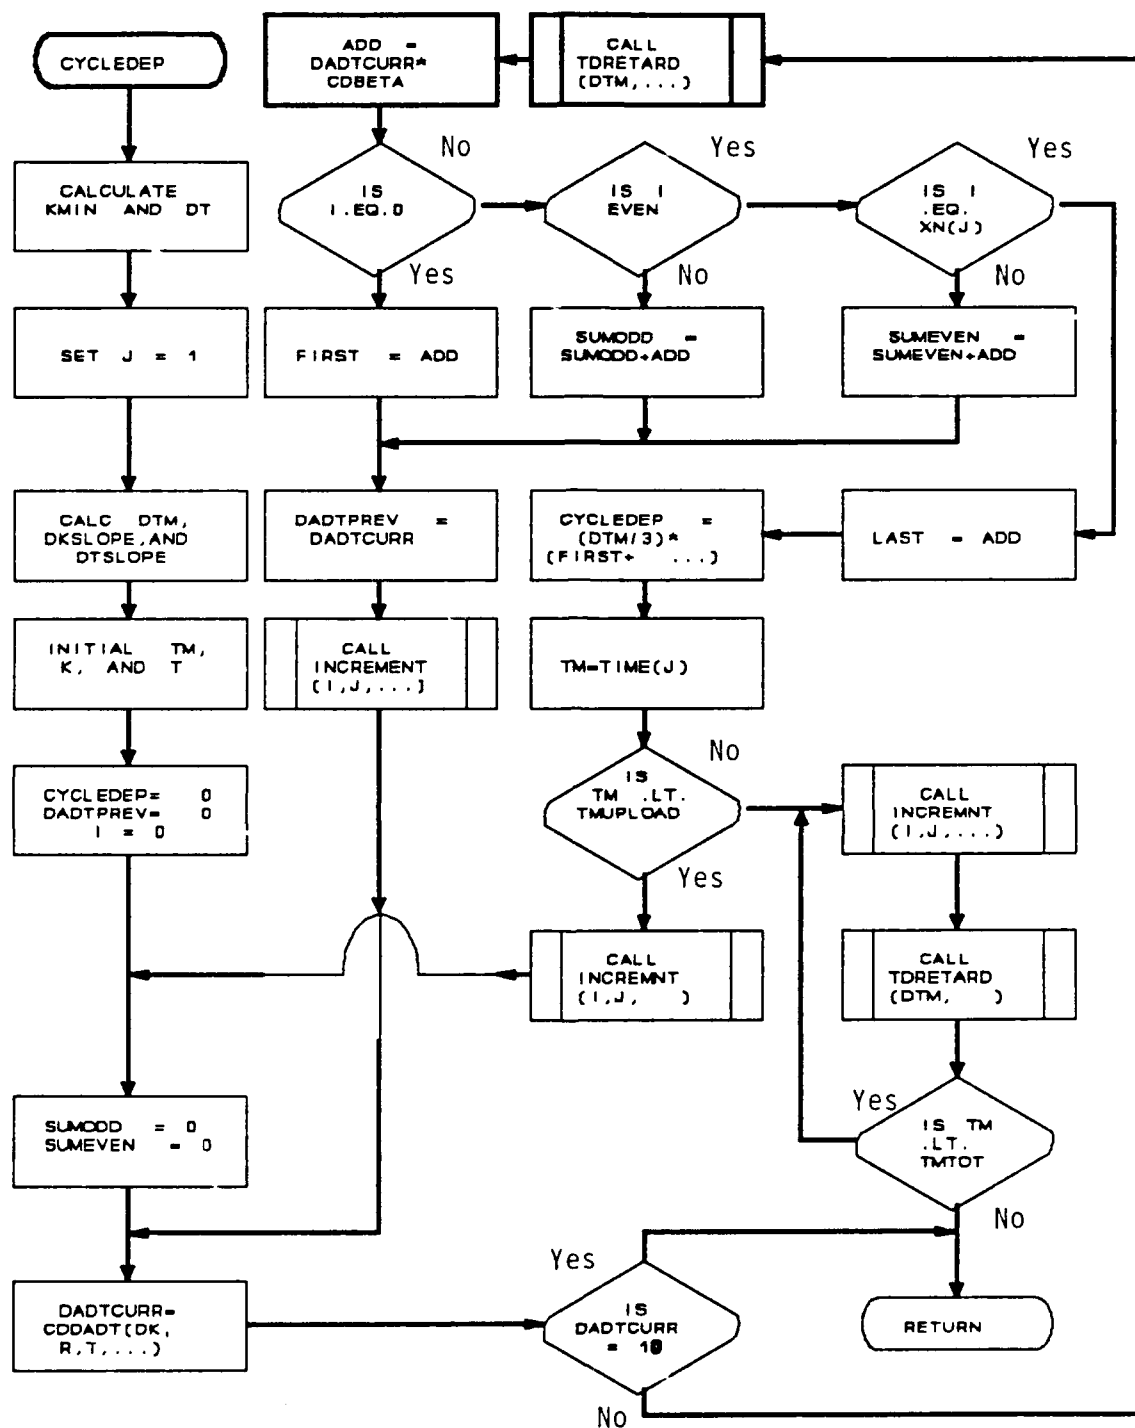 CYCLEDEP
CALCULATE
KMIN AND DT
SET J = 1
CALC DTM,
DKSLOPE,AND
DTSLOPE
INITIAL TM,
K, AND T
CYCLEDEP= 0
DADTPREV= 0
I = 0
SUMODD = 0
SUMEVEN = 0
DADTCURR=
CDDADT(DK,
R,T,...)
ADD =
DADTCURR*
CDBETA
CALL
TDRETARD
(DTM,...)
No
IS
I.EQ.0
Yes
Yes
IS I
EVEN
No
Yes
IS I
.EQ.
XN(J)
No
FIRST = ADD
SUMODD =
SUMODD+ADD
SUMEVEN =
SUMEVEN+ADD
DADTPREV =
DADTCURR
CYCLEDEP =
(DTM/3)*
(FIRST+ ...)
LAST = ADD
CALL
INCREMENT
(I,J,...)
TM=TIME(J)
No
IS
TM .LT.
TMUPLOAD
Yes
CALL
INCREMNT
(I,J,...)
CALL
INCREMNT
(I,J, )
CALL
TDRETARD
(DTM, )
Yes
IS TM
.LT.
TMTOT
No
Yes
IS
DADTCURR
= 10
No
RETURN